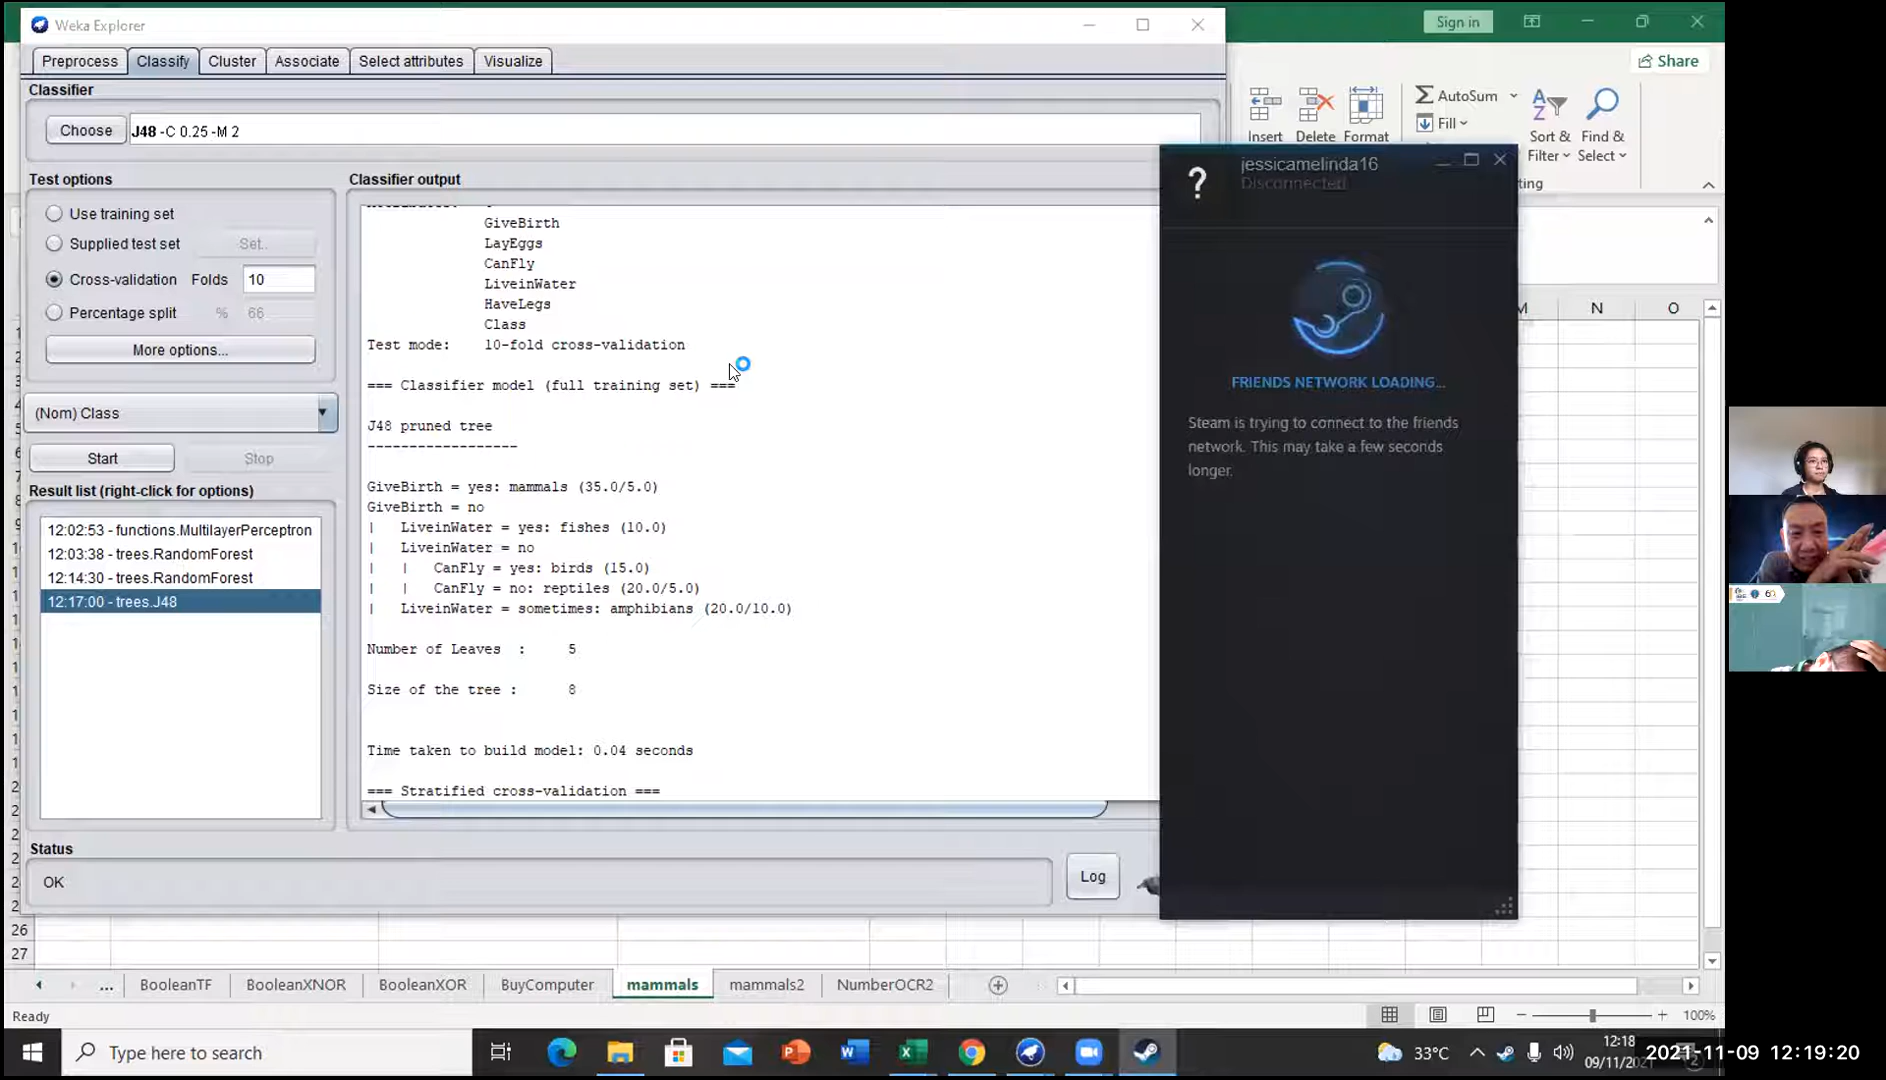 Weka Explorer
Preprocess Classify Cluster Associate Select attributes Visualize
Classifier
Choose J48 -C 0.25 -M 2
Test options
Use training set
Supplied test set Set..
Cross-validation Folds 10
Percentage split % 66
More options...
(Nom) Class
Start Stop
Result list (right-click for options)
12:02:53 - functions.MultilayerPerceptron
12:03:38 - trees.RandomForest
12:14:30 - trees.RandomForest
12:17:00 - trees.J48
Classifier output
GiveBirth
LayEggs
CanFly
LiveinWater
HaveLegs
Class
Test mode: 10-fold cross-validation
=== Classifier model (full training set) ===
J48 pruned tree
------------------
GiveBirth = yes: mammals (35.0/5.0)
GiveBirth = no
| LiveinWater = yes: fishes (10.0)
| LiveinWater = no
| | CanFly = yes: birds (15.0)
| | CanFly = no: reptiles (20.0/5.0)
| LiveinWater = sometimes: amphibians (20.0/10.0)
Number of Leaves : 5
Size of the tree : 8
Time taken to build model: 0.04 seconds
=== Stratified cross-validation ===
Status
OK
Log
Sign in
Share
Insert Delete Format
AutoSum
Fill
Sort & Filter
Find & Select
ting
jessicamelinda16
Disconnected
?
FRIENDS NETWORK LOADING...
Steam is trying to connect to the friends
network. This may take a few seconds
longer.
M N O
26
27
... BooleanTF BooleanXNOR BooleanXOR BuyComputer mammals mammals2 NumberOCR2
Ready
100%
Type here to search
33°C
12:18
2021-11-09 12:19:20